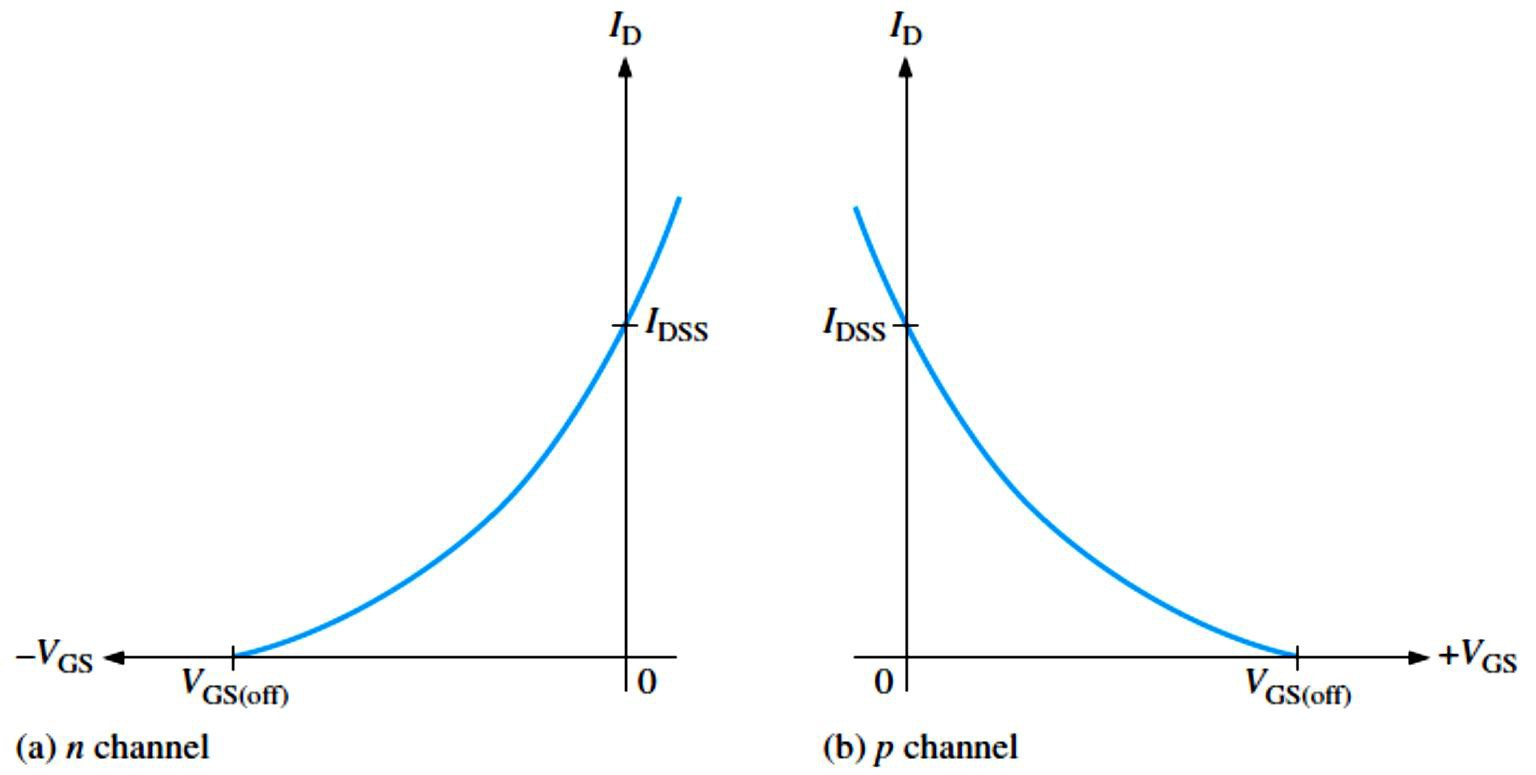 I_D
I_D
I_DSS
I_DSS
–V_GS
V_GS(off)
0
0
V_GS(off)
+V_GS
(a) n channel
(b) p channel